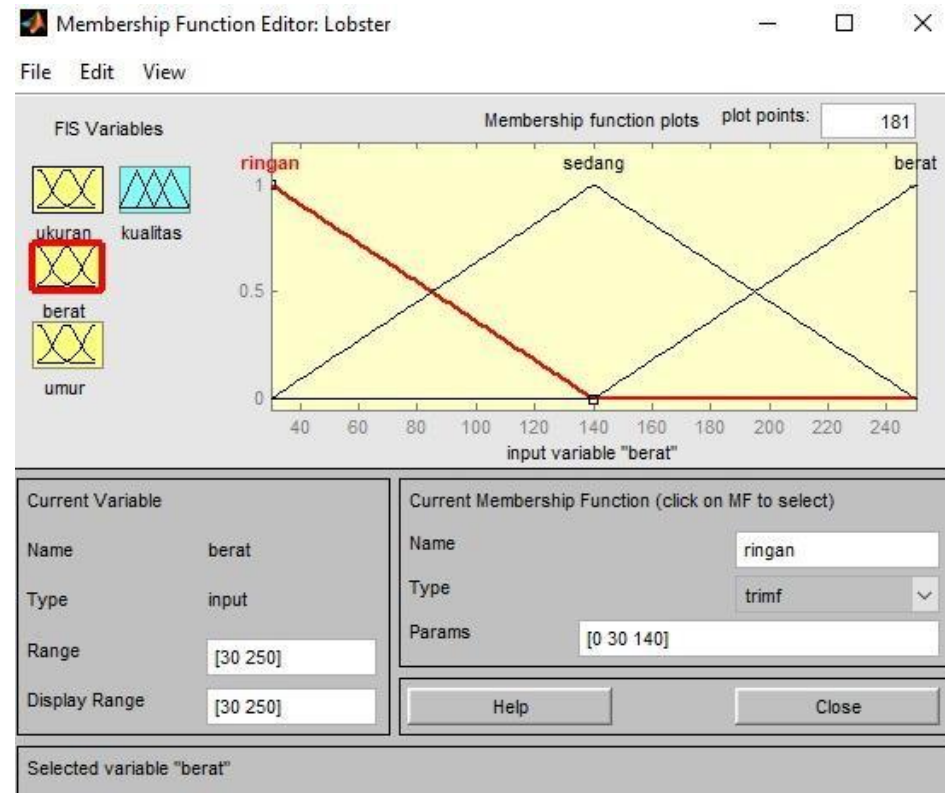 Membership Function Editor: Lobster
File Edit View
FIS Variables
Membership function plots plot points: 181
ringan sedang berat
1
0.5
0
40 60 80 100 120 140 160 180 200 220 240
input variable "berat"
ukuran kualitas
berat
umur
Current Variable
Name berat
Type input
Range [30 250]
Display Range [30 250]
Current Membership Function (click on MF to select)
Name ringan
Type trimf
Params [0 30 140]
Help Close
Selected variable "berat"